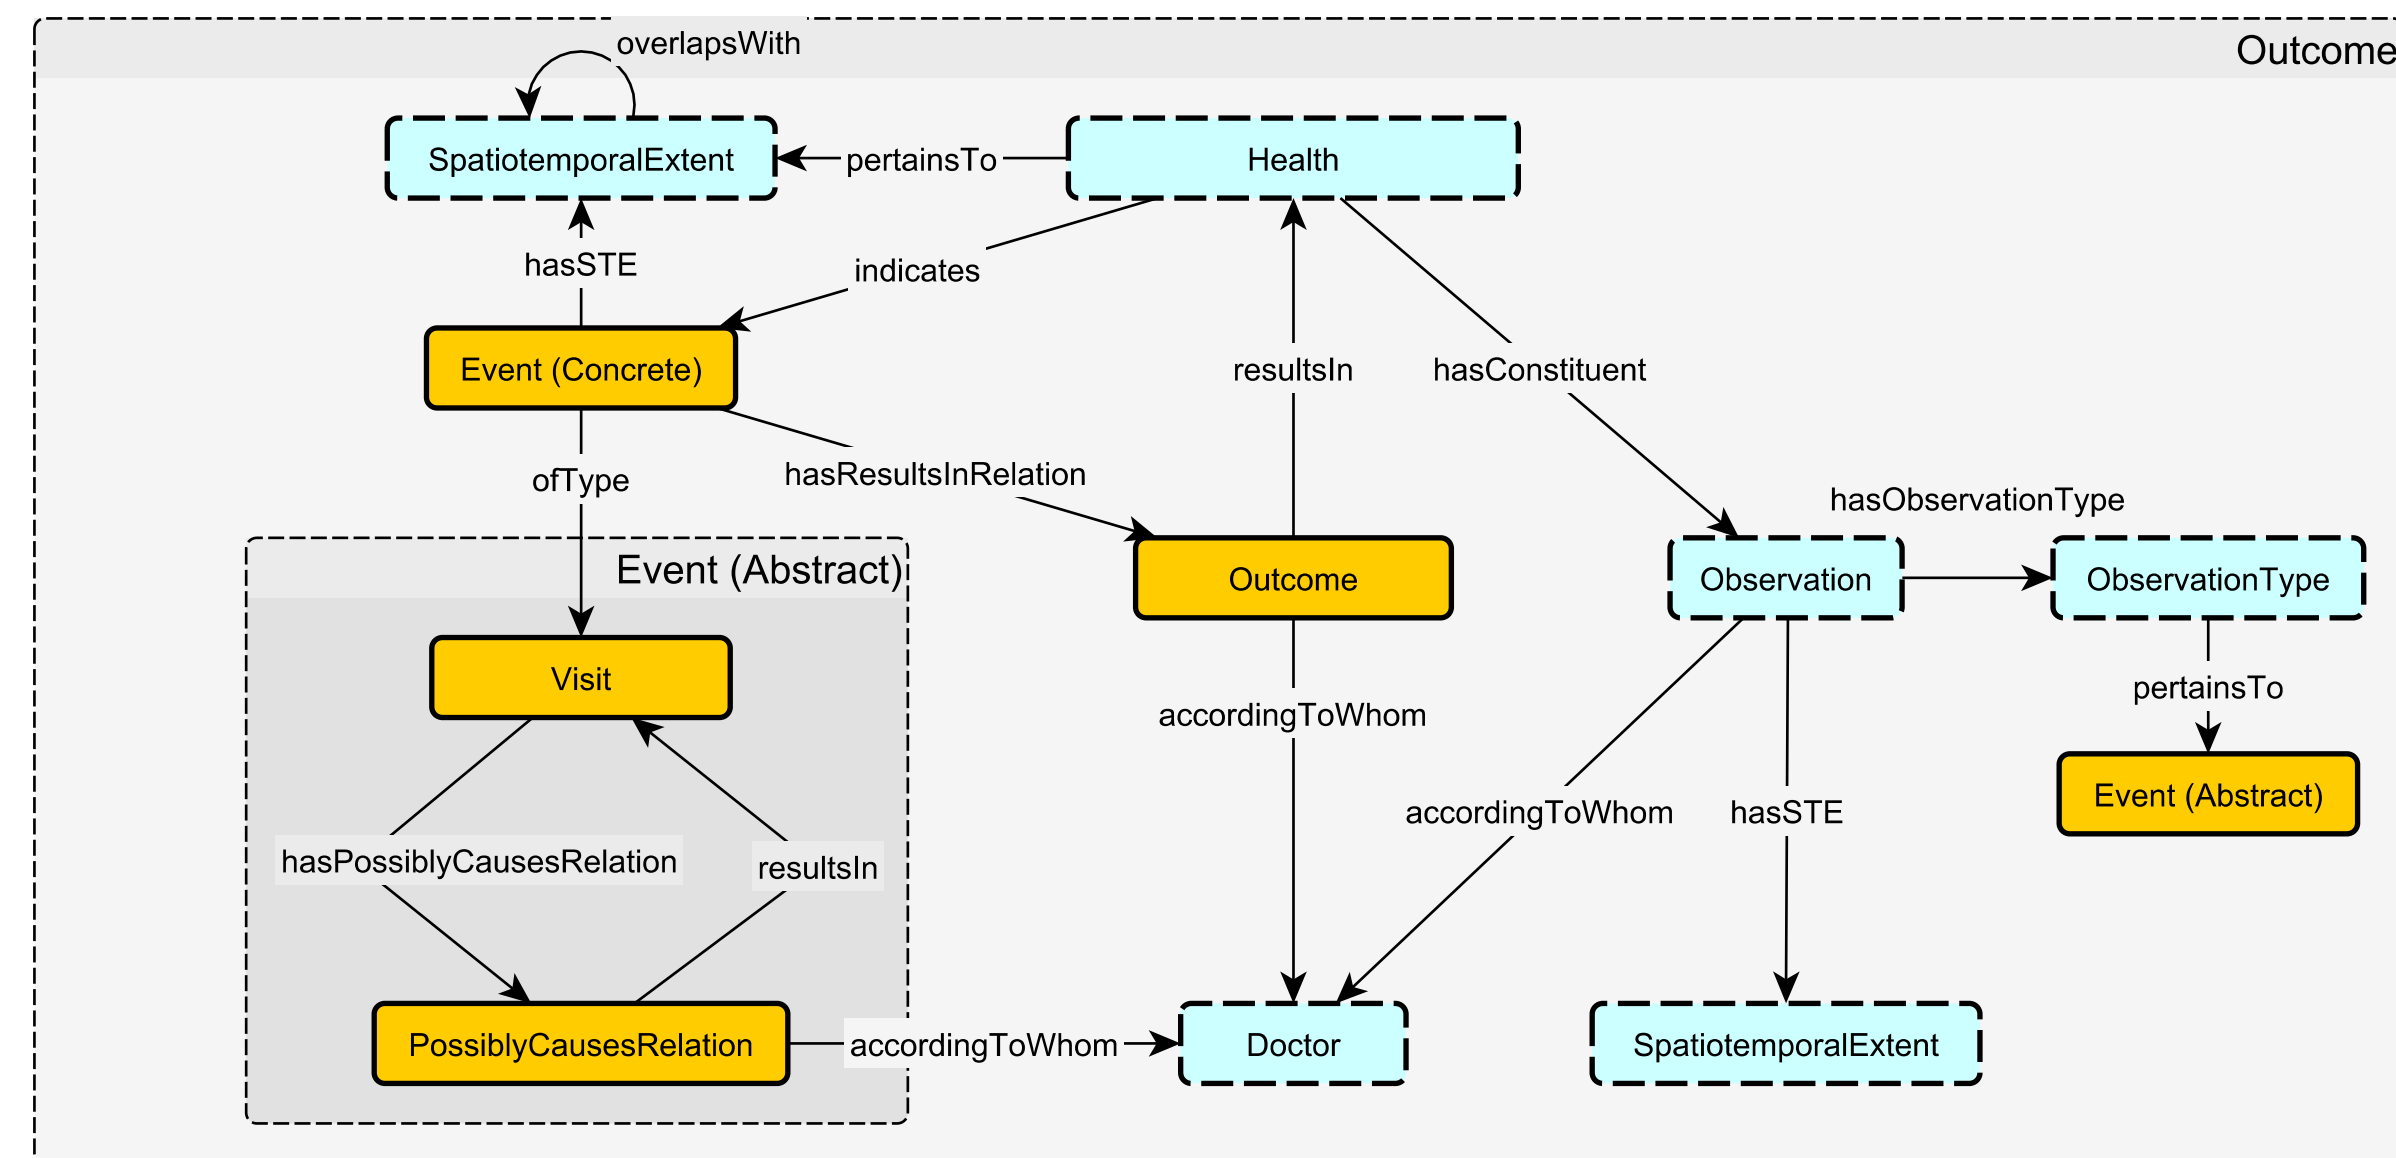 overlapsWith
Outcome
SpatiotemporalExtent
pertainsTo
Health
hasSTE
indicates
Event (Concrete)
resultsIn
hasConstituent
ofType
hasResultsInRelation
hasObservationType
Event (Abstract)
Outcome
Observation
ObservationType
Visit
accordingToWhom
pertainsTo
Event (Abstract)
accordingToWhom
hasSTE
hasPossiblyCausesRelation
resultsIn
PossiblyCausesRelation
accordingToWhom
Doctor
SpatiotemporalExtent